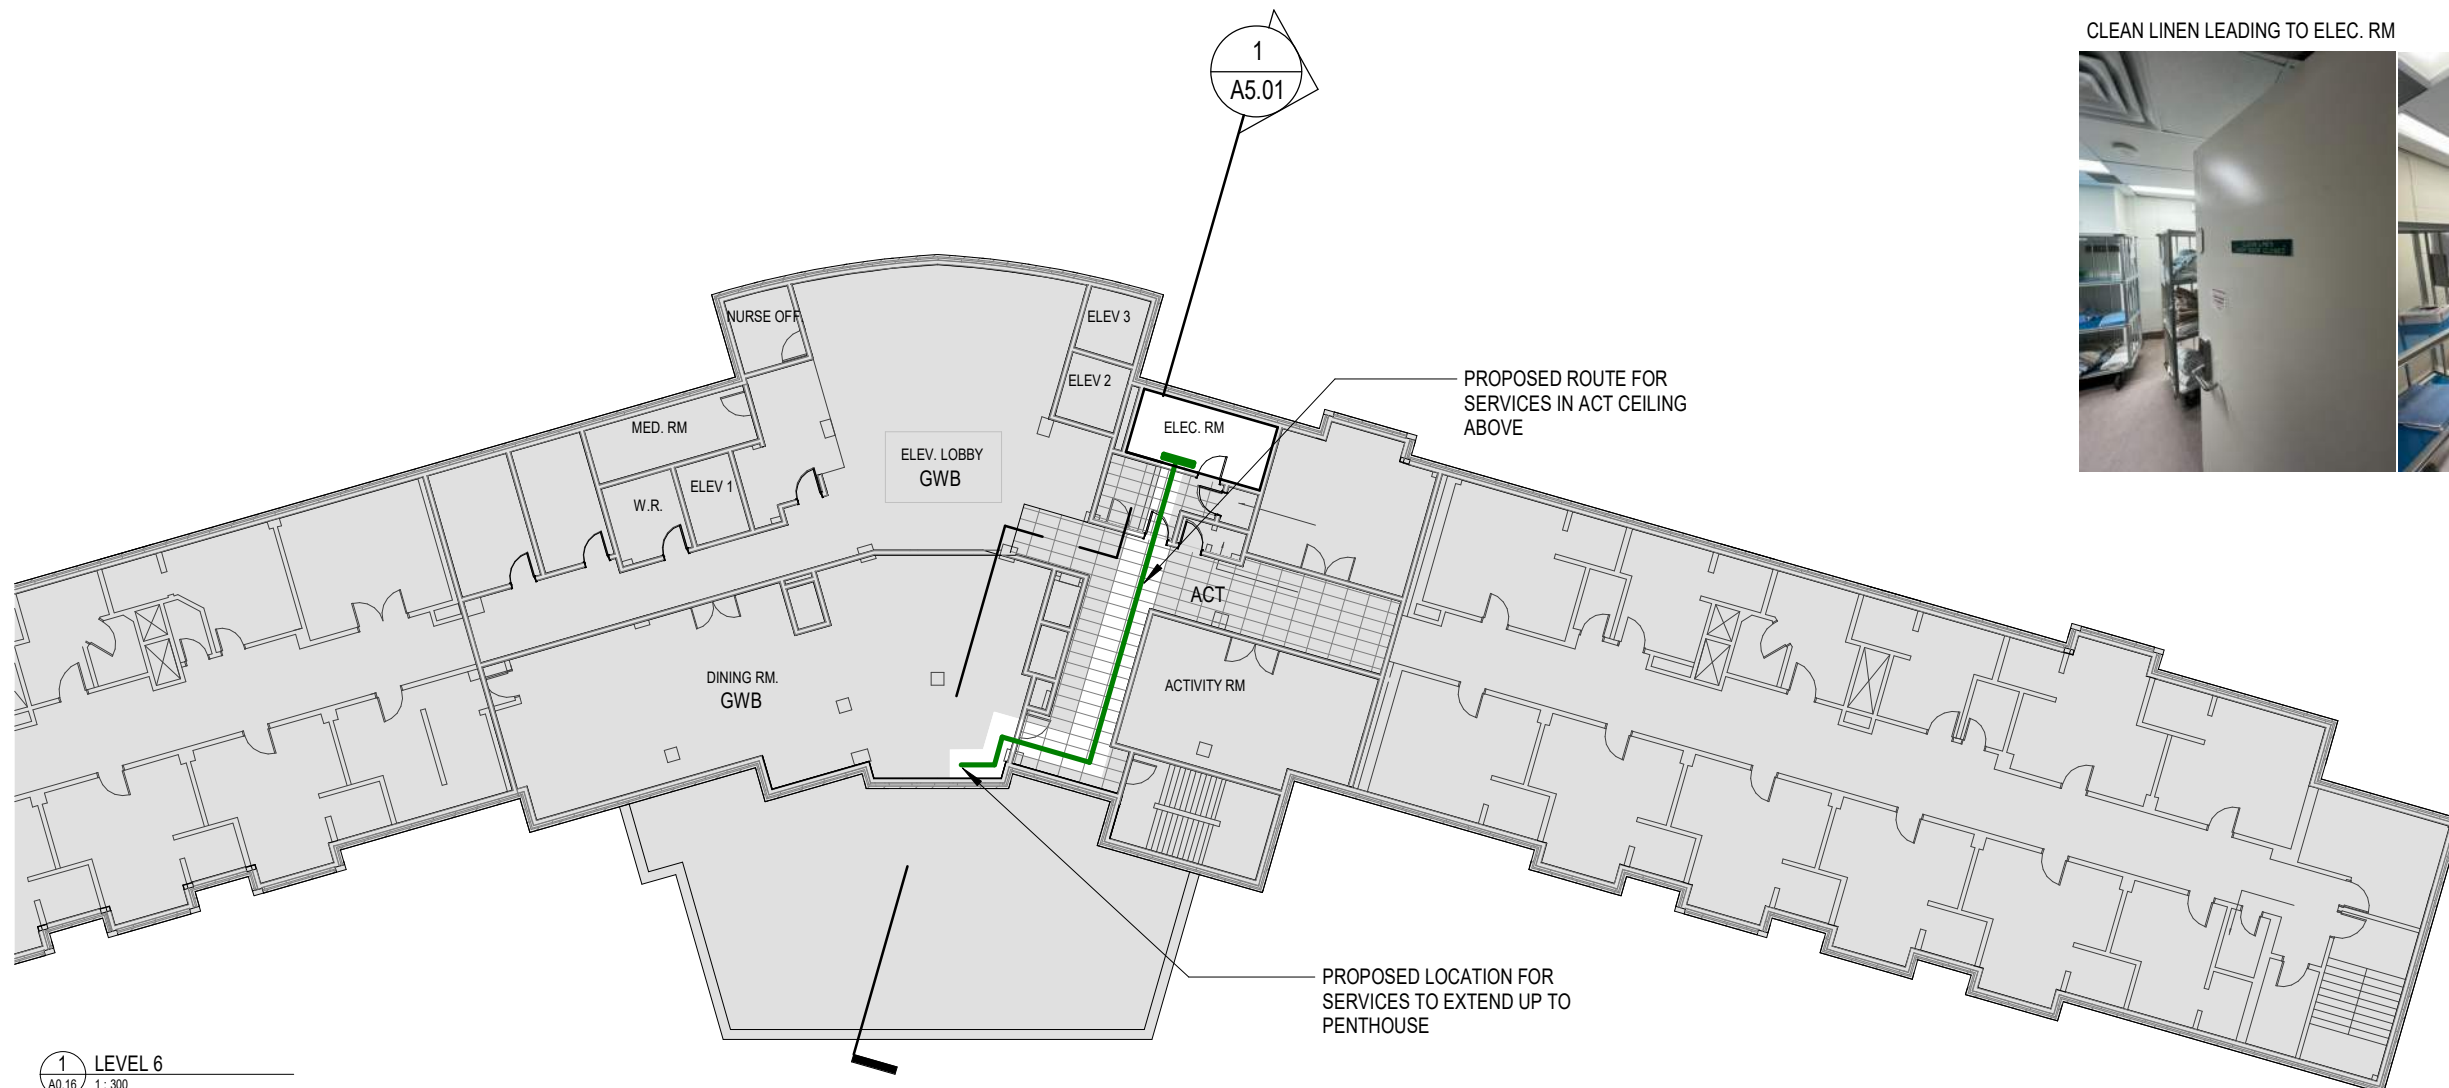 CLEAN LINEN LEADING TO ELEC. RM
1
A5.01
NURSE OFF.
ELEV 3
ELEV 2
PROPOSED ROUTE FOR
SERVICES IN ACT CEILING
ABOVE
MED. RM
ELEC. RM
ELEV. LOBBY
GWB
ELEV 1
W.R.
ACT
DINING RM.
GWB
ACTIVITY RM
PROPOSED LOCATION FOR
SERVICES TO EXTEND UP TO
PENTHOUSE
1
A0.16
LEVEL 6
1 : 300